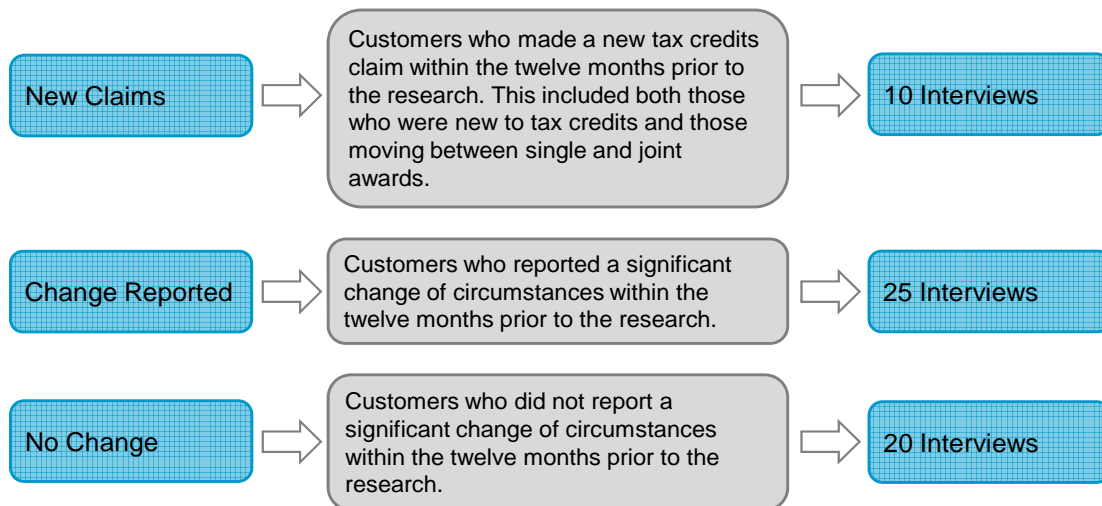 New Claims
Customers who made a new tax credits
claim within the twelve months prior to
the research. This included both those
who were new to tax credits and those
moving between single and joint
awards.
10 Interviews
Change Reported
Customers who reported a significant
change of circumstances within the
twelve months prior to the research.
25 Interviews
No Change
Customers who did not report a
significant change of circumstances
within the twelve months prior to the
research.
20 Interviews